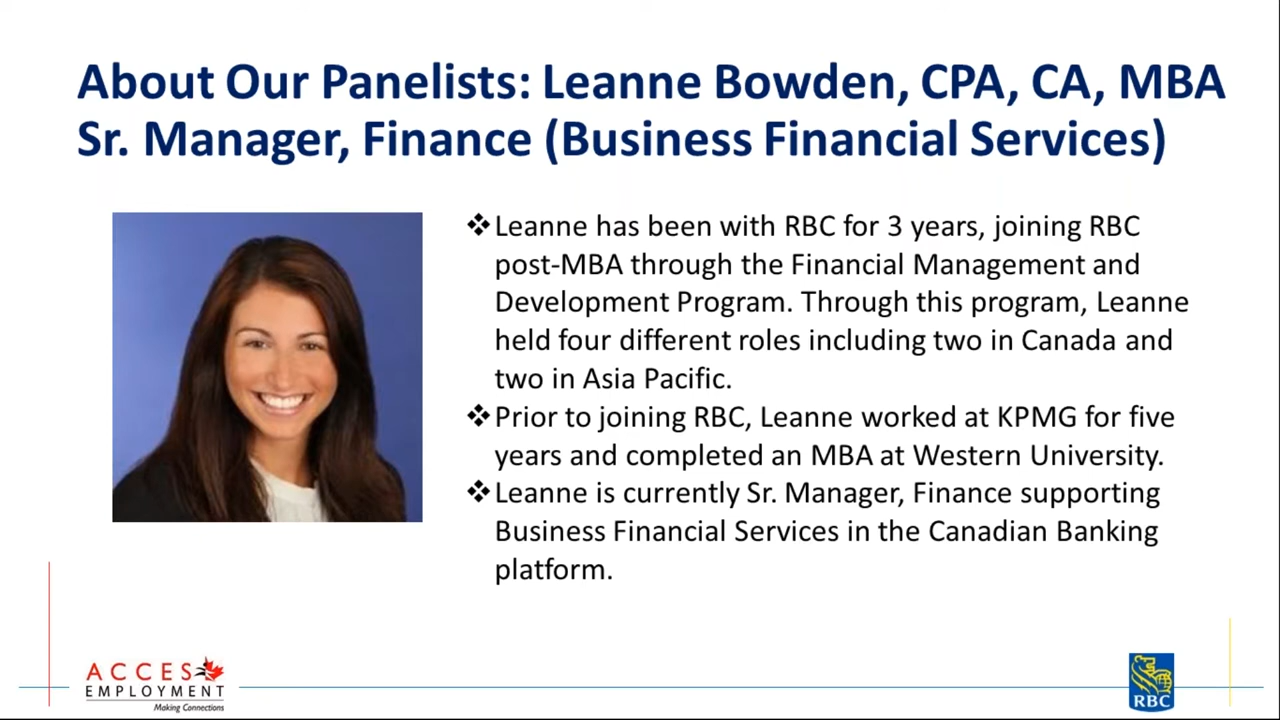 About Our Panelists: Leanne Bowden, CPA, CA, MBA
Sr. Manager, Finance (Business Financial Services)
❖Leanne has been with RBC for 3 years, joining RBC
post-MBA through the Financial Management and
Development Program. Through this program, Leanne
held four different roles including two in Canada and
two in Asia Pacific.
❖Prior to joining RBC, Leanne worked at KPMG for five
years and completed an MBA at Western University.
❖Leanne is currently Sr. Manager, Finance supporting
Business Financial Services in the Canadian Banking
platform.
ACCES
EMPLOYMENT
Making Connections
RBC